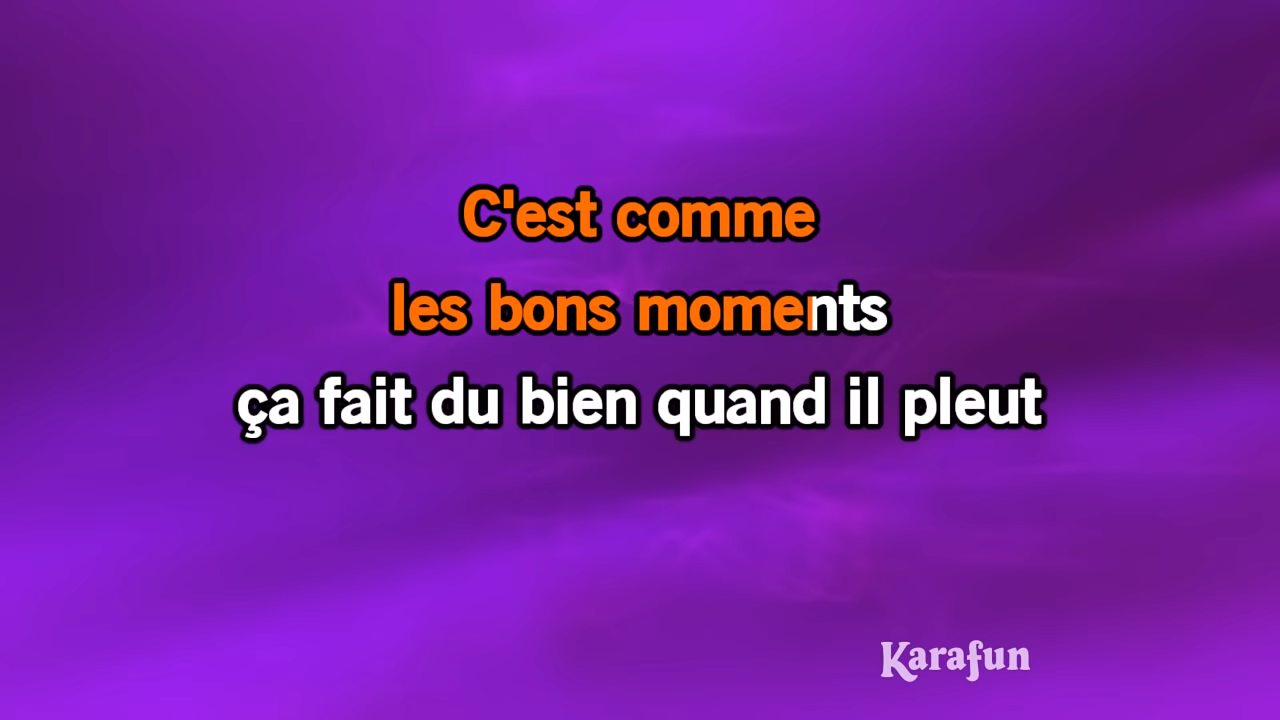 C'est comme
les bons moments
ça fait du bien quand il pleut
Karafun